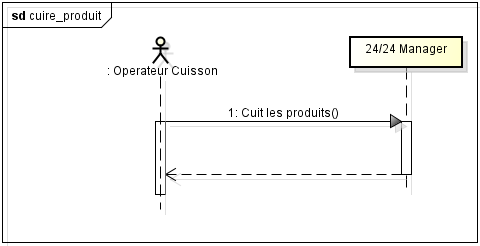 sd cuire_produit
: Operateur Cuisson
24/24 Manager
1: Cuit les produits()